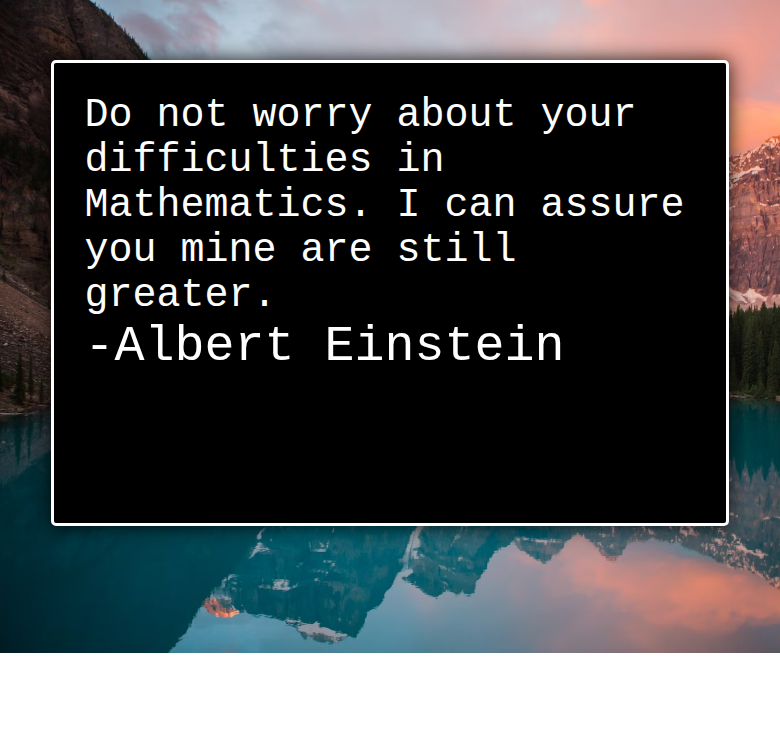 Do not worry about your
difficulties in
Mathematics. I can assure
you mine are still
greater.
-Albert Einstein